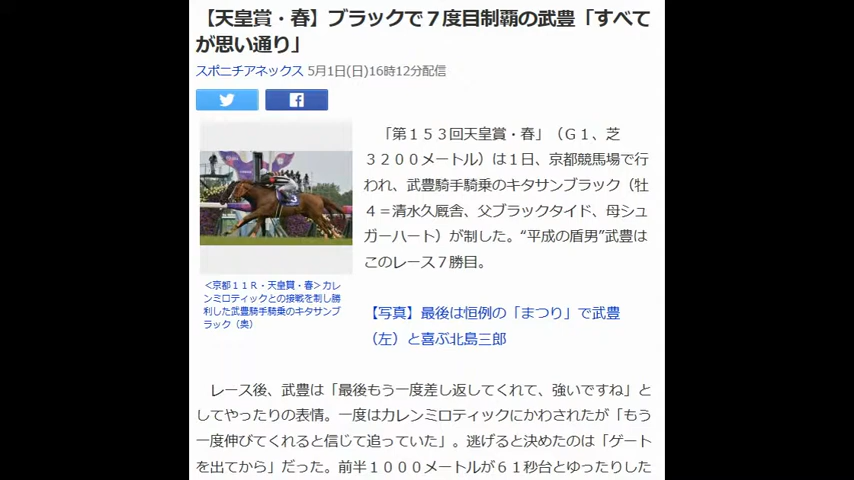 【天皇賞・春】ブラックで７度目制覇の武豊「すべて
が思い通り」
スポニチアネックス 5月1日(日)16時12分配信
「第１５３回天皇賞・春」（Ｇ１、芝
３２００メートル）は１日、京都競馬場で行
われ、武豊騎手騎乗のキタサンブラック（牡
４＝清水久厩舎、父ブラックタイド、母シュ
ガーハート）が制した。“平成の盾男”武豊は
このレース７勝目。
＜京都１１Ｒ・天皇賞・春＞カレ
ンミロティックとの接戦を制し勝
利した武豊騎手騎乗のキタサンブ
ラック（奥）
【写真】最後は恒例の「まつり」で武豊
（左）と喜ぶ北島三郎
レース後、武豊は「最後もう一度差し返してくれて、強いですね」と
してやったりの表情。一度はカレンミロティックにかわされたが「もう
一度伸びてくれると信じて追っていた」。逃げると決めたのは「ゲート
を出てから」だった。前半１０００メートルが６１秒台とゆったりした